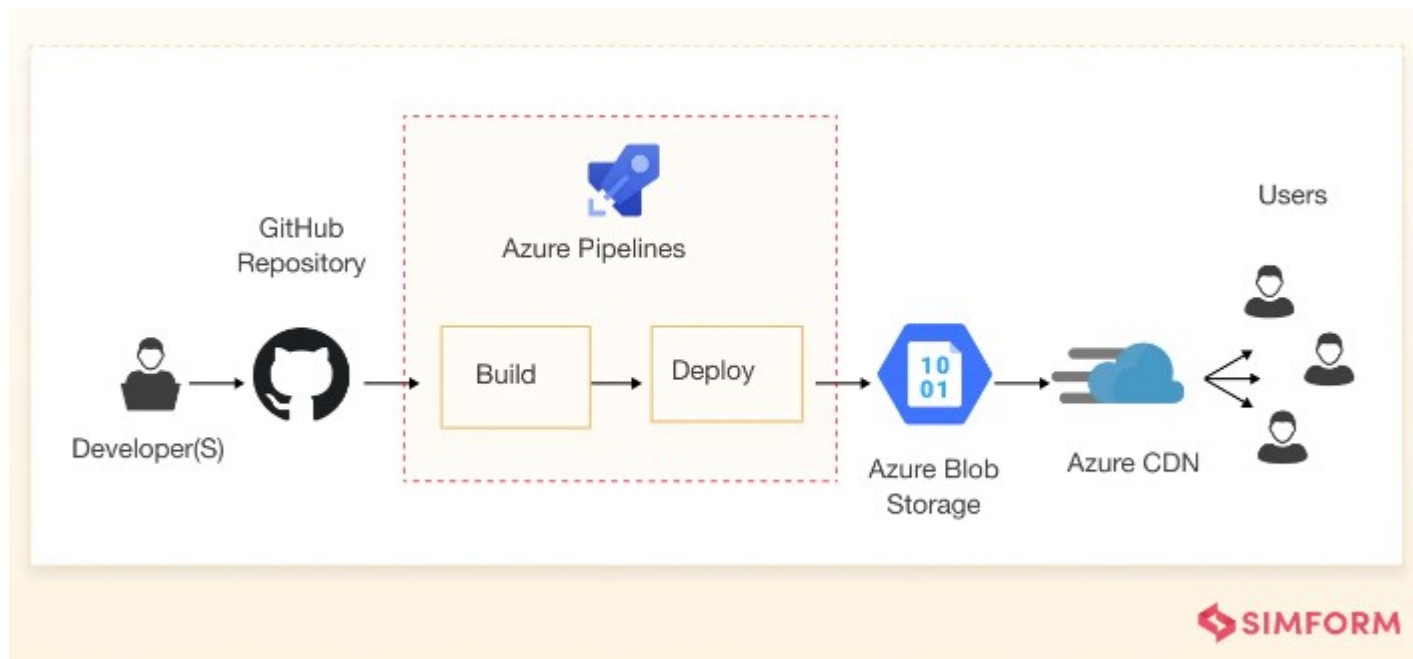 Users
GitHub
Repository
Azure Pipelines
Build
Deploy
10
01
Developer(S)
Azure Blob
Storage
Azure CDN
SIMFORM